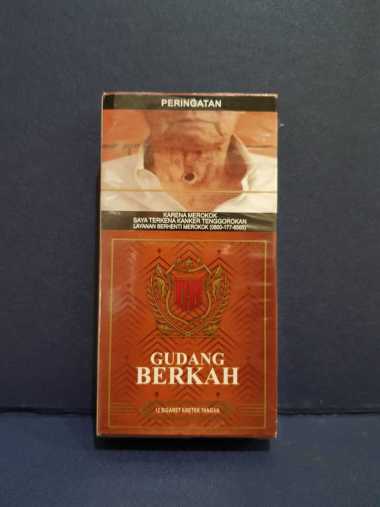 PERINGATAN
KARENA MEROKOK
SAYA TERKENA KANKER TENGGOROKAN
LAYANAN BERHENTI MEROKOK (0800-177-6565)
GUDANG
BERKAH
12 SIGARET KRETEK TANGAN